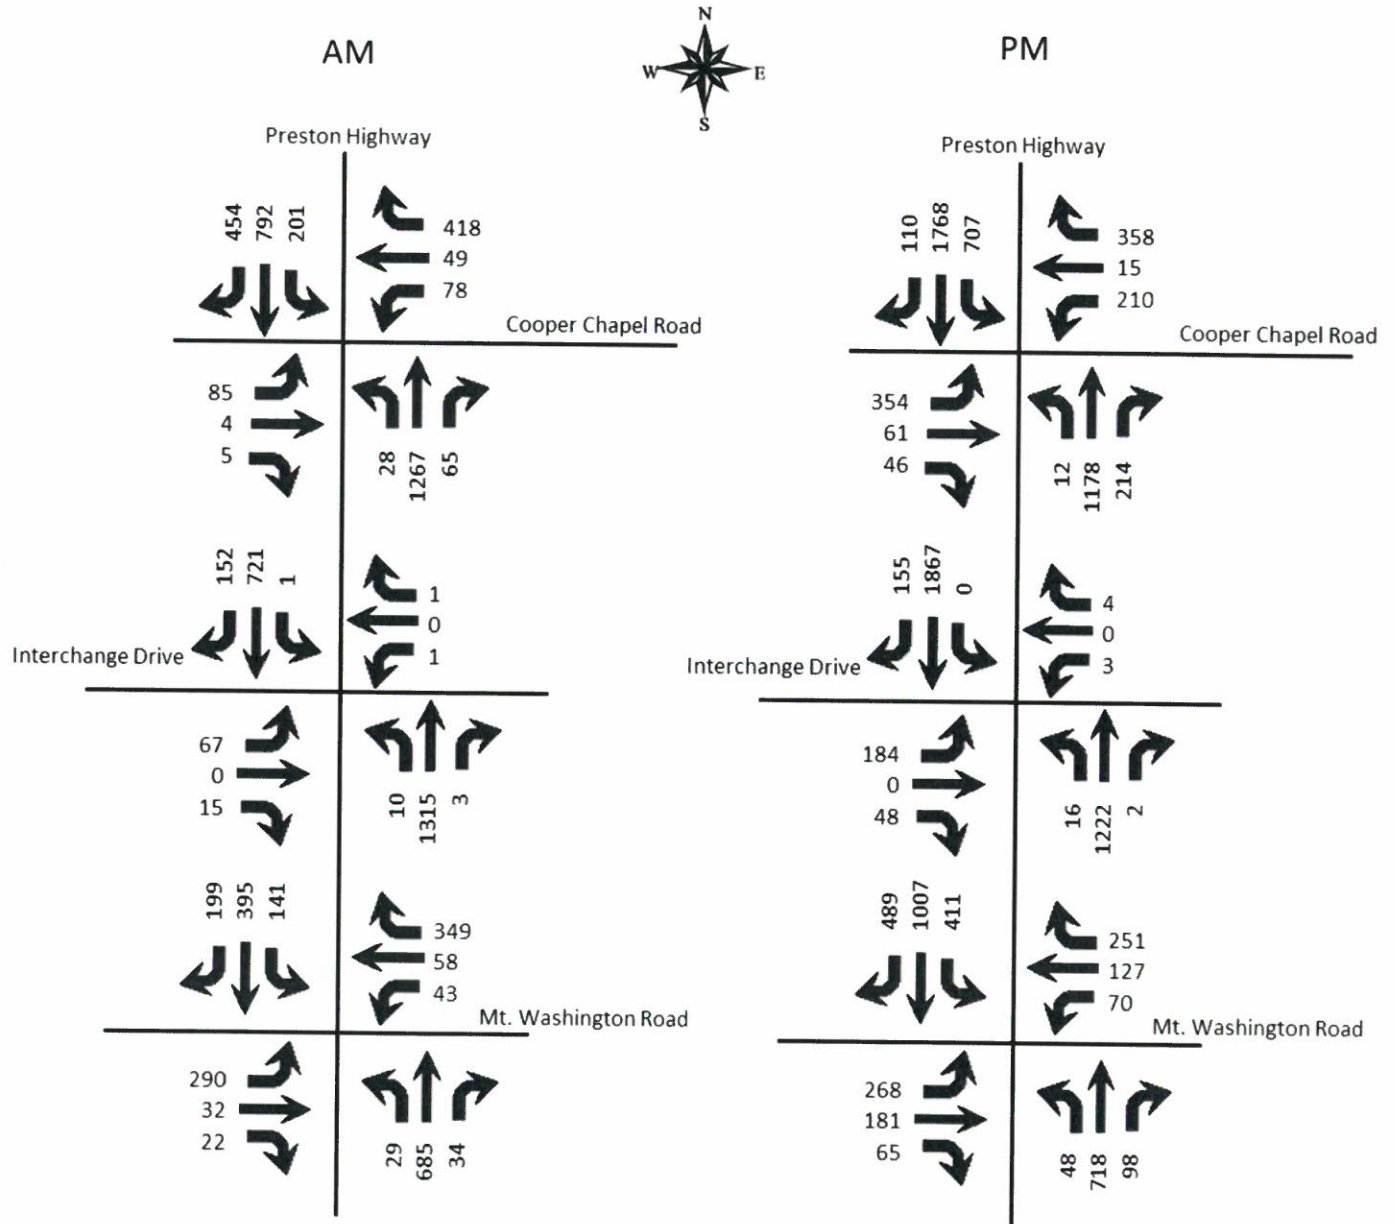 N
W E
S
AM
Preston Highway
454 792 201
418
49
78
Cooper Chapel Road
85
4
5
28 1267 65
152 721 1
1
0
1
Interchange Drive
67
0
15
10 1315 3
199 395 141
349
58
43
Mt. Washington Road
290
32
22
29 685 34
PM
Preston Highway
110 1768 707
358
15
210
Cooper Chapel Road
354
61
46
12 1178 214
155 1867 0
4
0
3
Interchange Drive
184
0
48
16 1222 2
489 1007 411
251
127
70
Mt. Washington Road
268
181
65
48 718 98